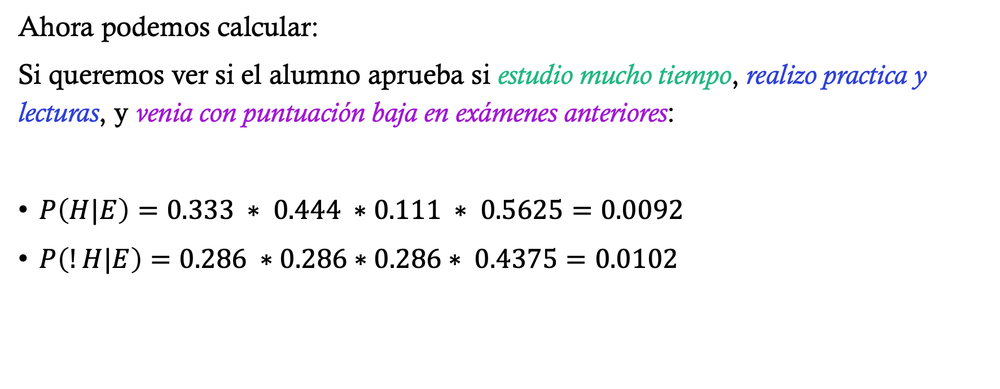 Ahora podemos calcular:
Si queremos ver si el alumno aprueba si estudio mucho tiempo, realizo practica y
lecturas, y venia con puntuación baja en exámenes anteriores:
• P(H|E) = 0.333 * 0.444 * 0.111 * 0.5625 = 0.0092
• P(! H|E) = 0.286 * 0.286 * 0.286 * 0.4375 = 0.0102